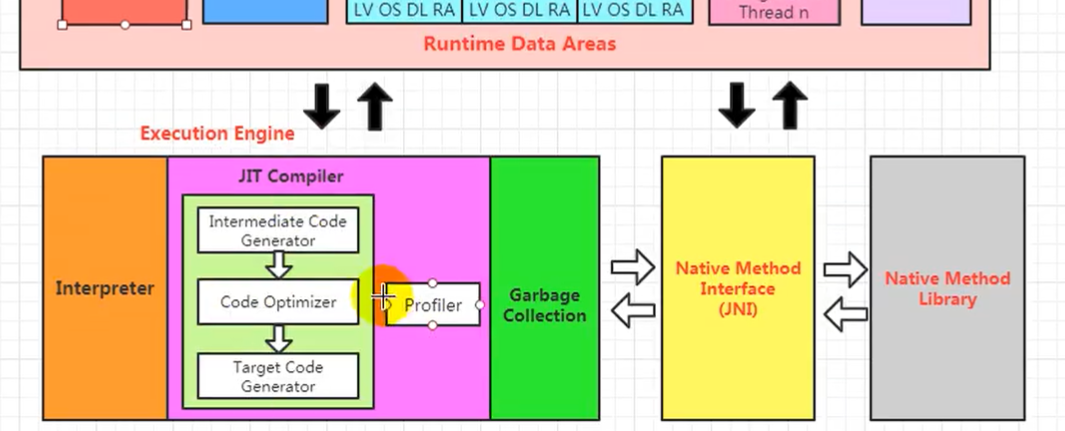 LV OS DL RA LV OS DL RA LV OS DL RA
Thread n
Runtime Data Areas
Execution Engine
JIT Compiler
Intermediate Code
Generator
Interpreter
Code Optimizer
Profiler
Target Code
Generator
Garbage
Collection
Native Method
Interface
(JNI)
Native Method
Library